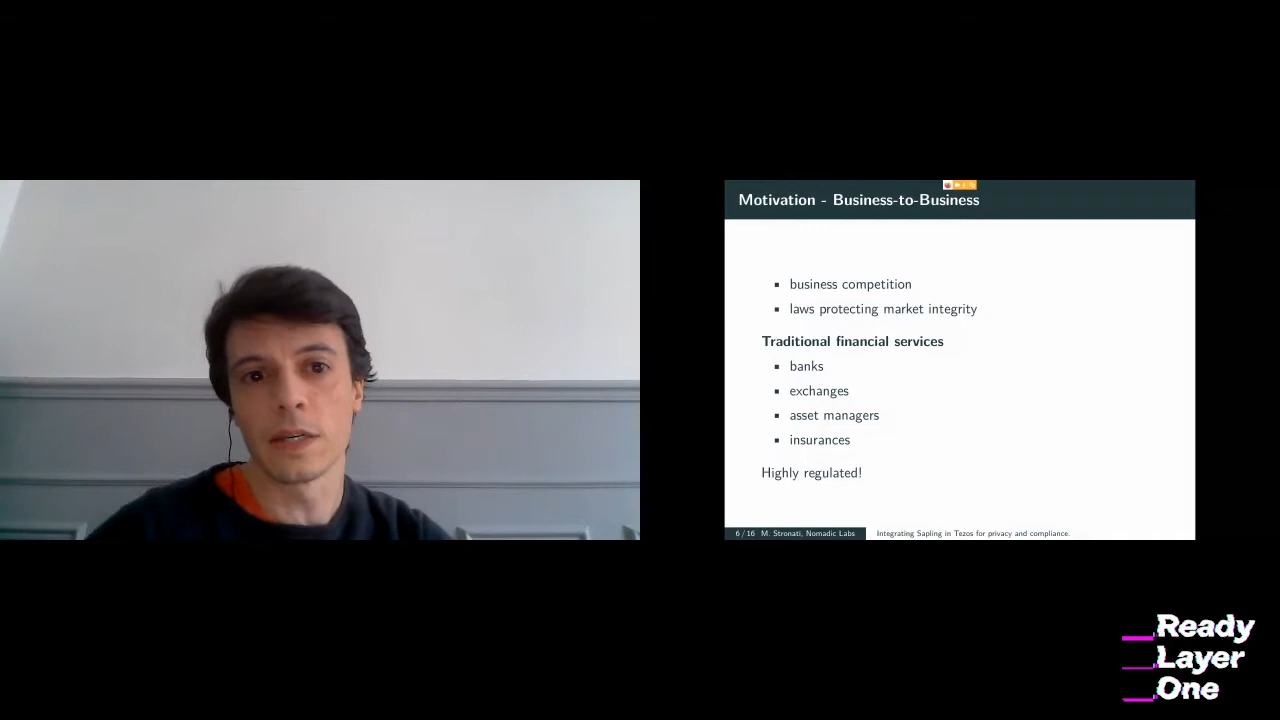 Motivation - Business-to-Business
business competition
laws protecting market integrity
Traditional financial services
banks
exchanges
asset managers
insurances
Highly regulated!
6 / 16 M. Stronati, Nomadic Labs
Integrating Sapling in Tezos for privacy and compliance.
Ready
Layer
One